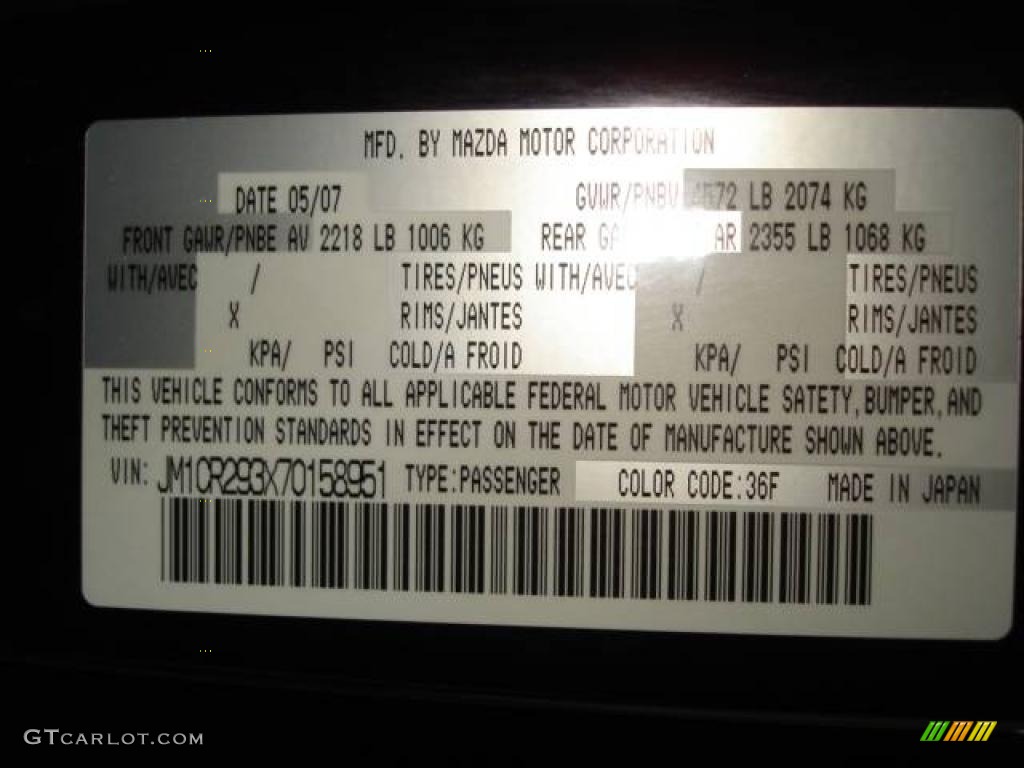 MFD. BY MAZDA MOTOR CORPORATION
DATE 05/07 GVWR/PNBV 4572 LB 2074 KG
FRONT GAWR/PNBE AV 2218 LB 1006 KG REAR AR 2355 LB 1068 KG
WITH/AVEC / TIRES/PNEUS WITH/AVEC / TIRES/PNEUS
X RIMS/JANTES X RIMS/JANTES
KPA/ PSI COLD/A FROID KPA/ PSI COLD/A FROID
THIS VEHICLE CONFORMS TO ALL APPLICABLE FEDERAL MOTOR VEHICLE SATETY, BUMPER, AND
THEFT PREVENTION STANDARDS IN EFFECT ON THE DATE OF MANUFACTURE SHOWN ABOVE.
VIN: JM1CR293X70158951 TYPE:PASSENGER COLOR CODE:36F MADE IN JAPAN
GTCARLOT.COM